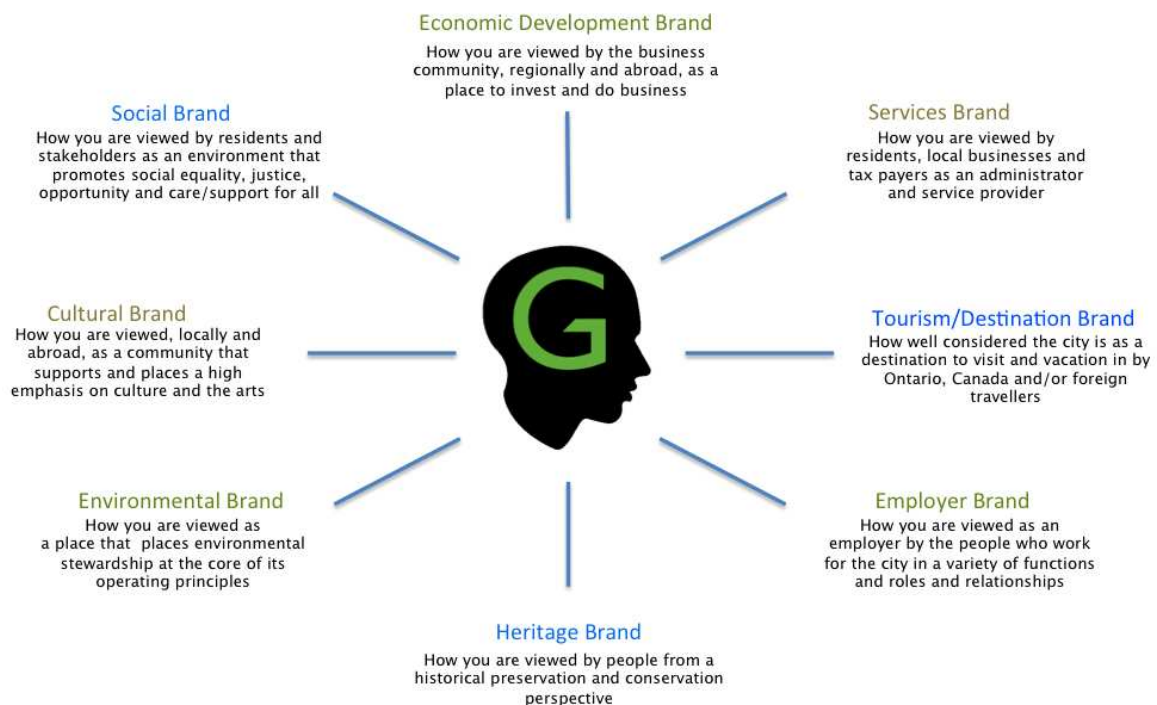 Economic Development Brand
How you are viewed by the business
community, regionally and abroad, as a
place to invest and do business
Social Brand
How you are viewed by residents and
stakeholders as an environment that
promotes social equality, justice,
opportunity and care/support for all
Services Brand
How you are viewed by
residents, local businesses and
tax payers as an administrator
and service provider
G
Cultural Brand
How you are viewed, locally and
abroad, as a community that
supports and places a high
emphasis on culture and the arts
Tourism/Destination Brand
How well considered the city is as a
destination to visit and vacation in by
Ontario, Canada and/or foreign
travellers
Environmental Brand
How you are viewed as
a place that places environmental
stewardship at the core of its
operating principles
Employer Brand
How you are viewed as an
employer by the people who work
for the city in a variety of functions
and roles and relationships
Heritage Brand
How you are viewed by people from a
historical preservation and conservation
perspective